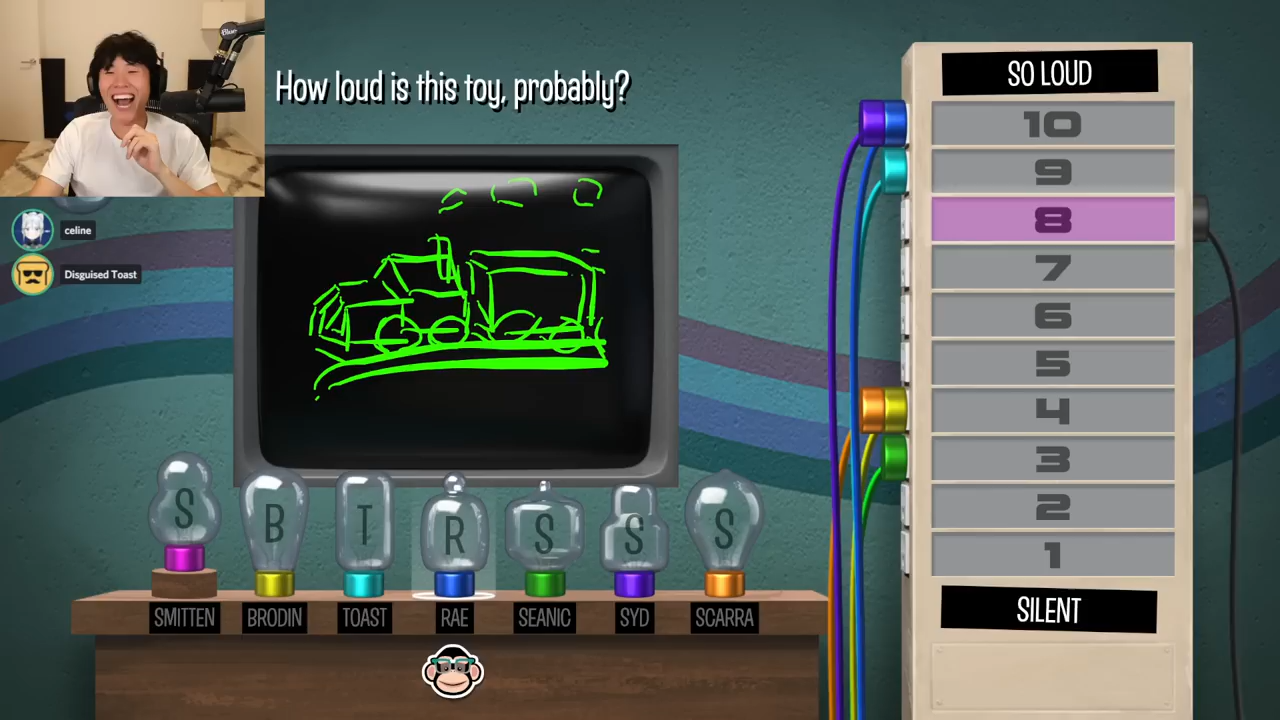 Blue
How loud is this toy, probably?
celine
Disguised Toast
SO LOUD
10
9
8
7
6
5
4
3
2
1
SILENT
S
B
T
R
S
S
S
SMITTEN
BRODIN
TOAST
RAE
SEANIC
SYD
SCARRA